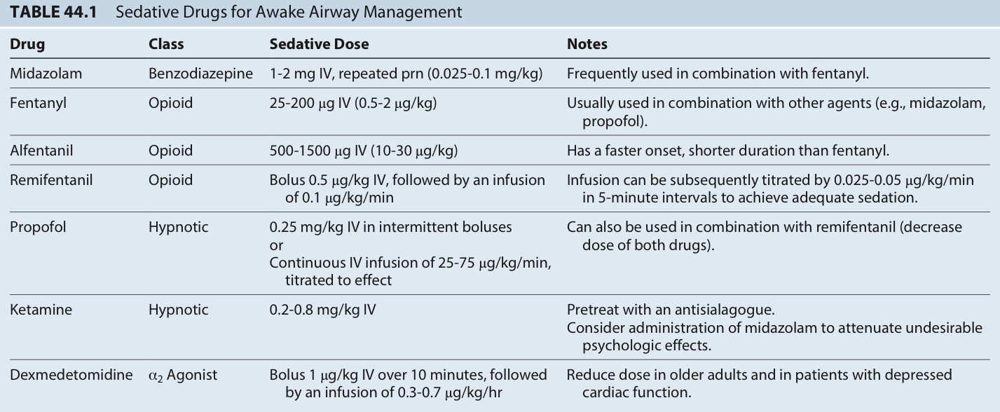 TABLE 44.1 Sedative Drugs for Awake Airway Management
Drug Class Sedative Dose Notes
Midazolam Benzodiazepine 1-2 mg IV, repeated prn (0.025-0.1 mg/kg) Frequently used in combination with fentanyl.
Fentanyl Opioid 25-200 μg IV (0.5-2 μg/kg) Usually used in combination with other agents (e.g., midazolam,
propofol).
Alfentanil Opioid 500-1500 μg IV (10-30 μg/kg) Has a faster onset, shorter duration than fentanyl.
Remifentanil Opioid Bolus 0.5 μg/kg IV, followed by an infusion Infusion can be subsequently titrated by 0.025-0.05 μg/kg/min
of 0.1 μg/kg/min in 5-minute intervals to achieve adequate sedation.
Propofol Hypnotic 0.25 mg/kg IV in intermittent boluses Can also be used in combination with remifentanil (decrease
or dose of both drugs).
Continuous IV infusion of 25-75 μg/kg/min,
titrated to effect
Ketamine Hypnotic 0.2-0.8 mg/kg IV Pretreat with an antisialagogue.
Consider administration of midazolam to attenuate undesirable
psychologic effects.
Dexmedetomidine α₂ Agonist Bolus 1 μg/kg IV over 10 minutes, followed Reduce dose in older adults and in patients with depressed
by an infusion of 0.3-0.7 μg/kg/hr cardiac function.